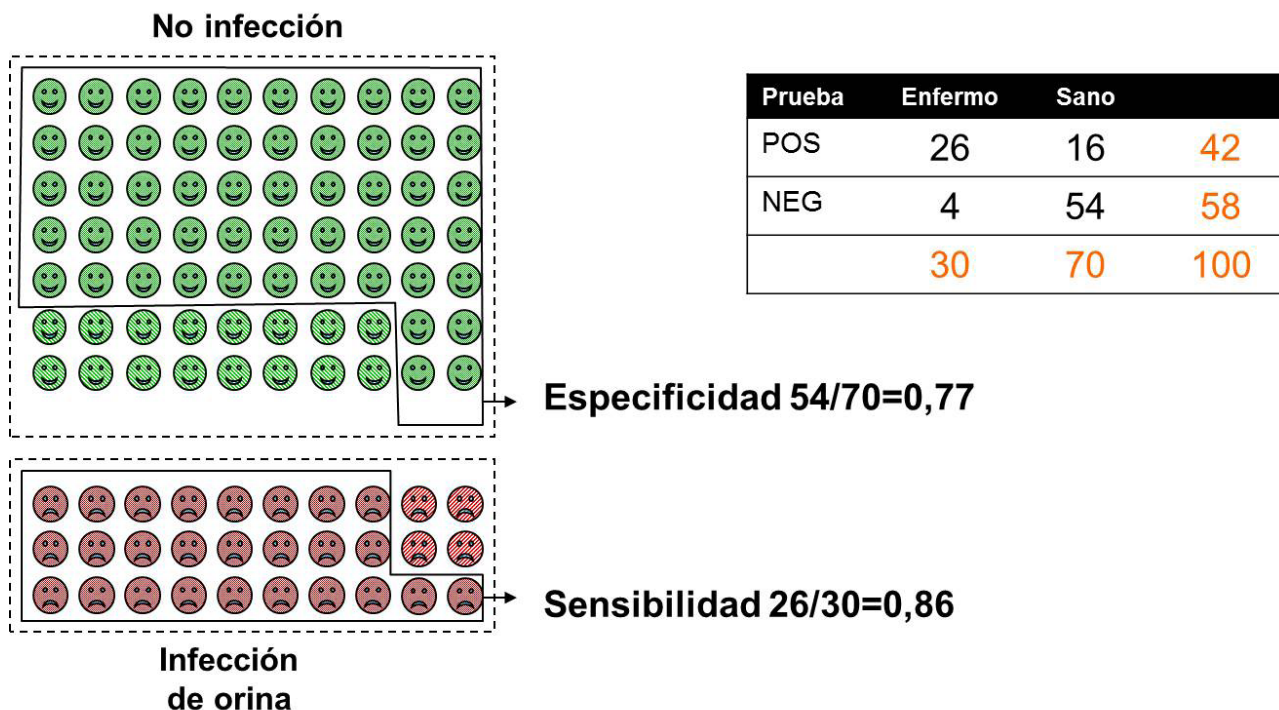 No infección
Prueba Enfermo Sano
POS 26 16 42
NEG 4 54 58
30 70 100
Especificidad 54/70=0,77
Sensibilidad 26/30=0,86
Infección
de orina